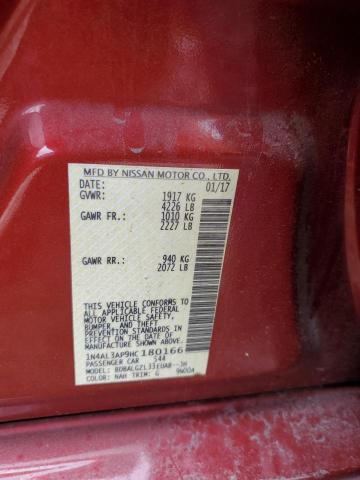 MFD BY NISSAN MOTOR CO., LTD.
DATE: 01/17
GVWR: 1917 KG
4226 LB
GAWR FR: 1010 KG
2227 LB
GAWR RR: 940 KG
2072 LB
THIS VEHICLE CONFORMS TO
ALL APPLICABLE FEDERAL
MOTOR VEHICLE SAFETY,
BUMPER, AND THEFT
PREVENTION STANDARDS IN
EFFECT ON THE DATE OF
MANUFACTURE SHOWN ABOVE.
1N4AL3AP9HC180166
PASSENGER CAR 544
MODEL: BDBALGZL33EUAB--JH
COLOR: NAH TRIM: G